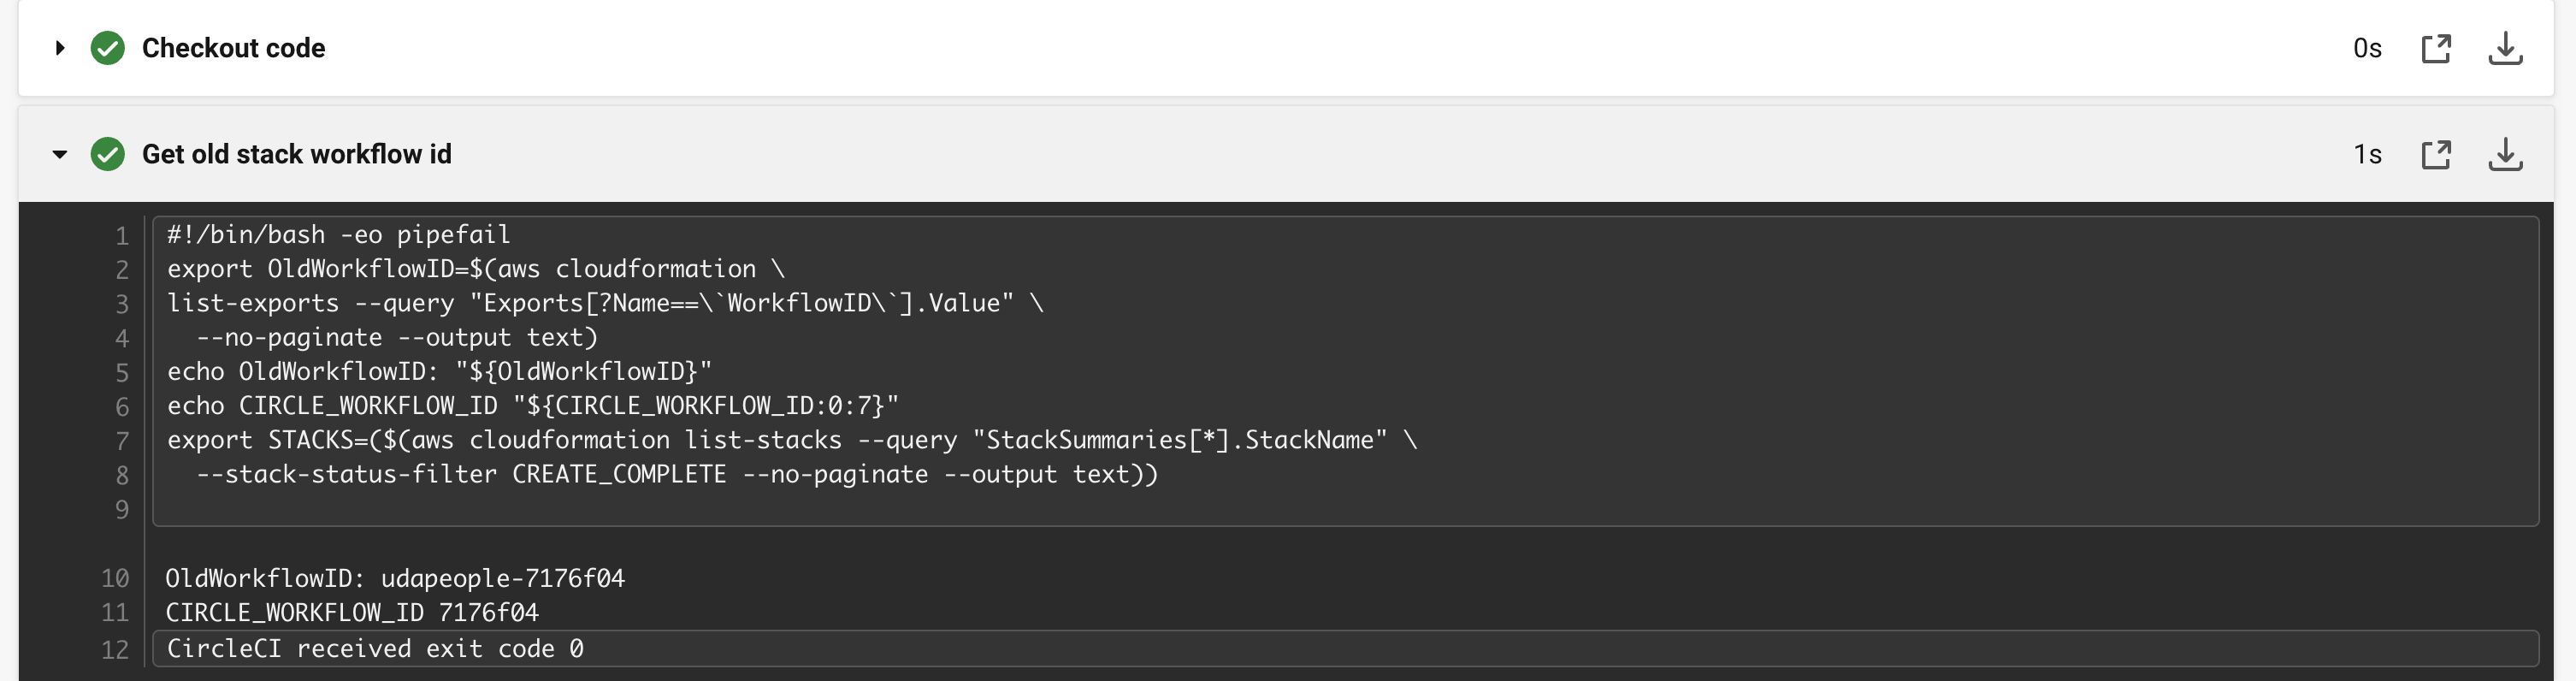 Checkout code 0s
Get old stack workflow id 1s
1 #!/bin/bash -eo pipefail
2 export OldWorkflowID=$(aws cloudformation \
3 list-exports --query "Exports[?Name==\`WorkflowID\`].Value" \
4   --no-paginate --output text)
5 echo OldWorkflowID: "${OldWorkflowID}"
6 echo CIRCLE_WORKFLOW_ID "${CIRCLE_WORKFLOW_ID:0:7}"
7 export STACKS=($(aws cloudformation list-stacks --query "StackSummaries[*].StackName" \
8   --stack-status-filter CREATE_COMPLETE --no-paginate --output text))
9
10 OldWorkflowID: udapeople-7176f04
11 CIRCLE_WORKFLOW_ID 7176f04
12 CircleCI received exit code 0